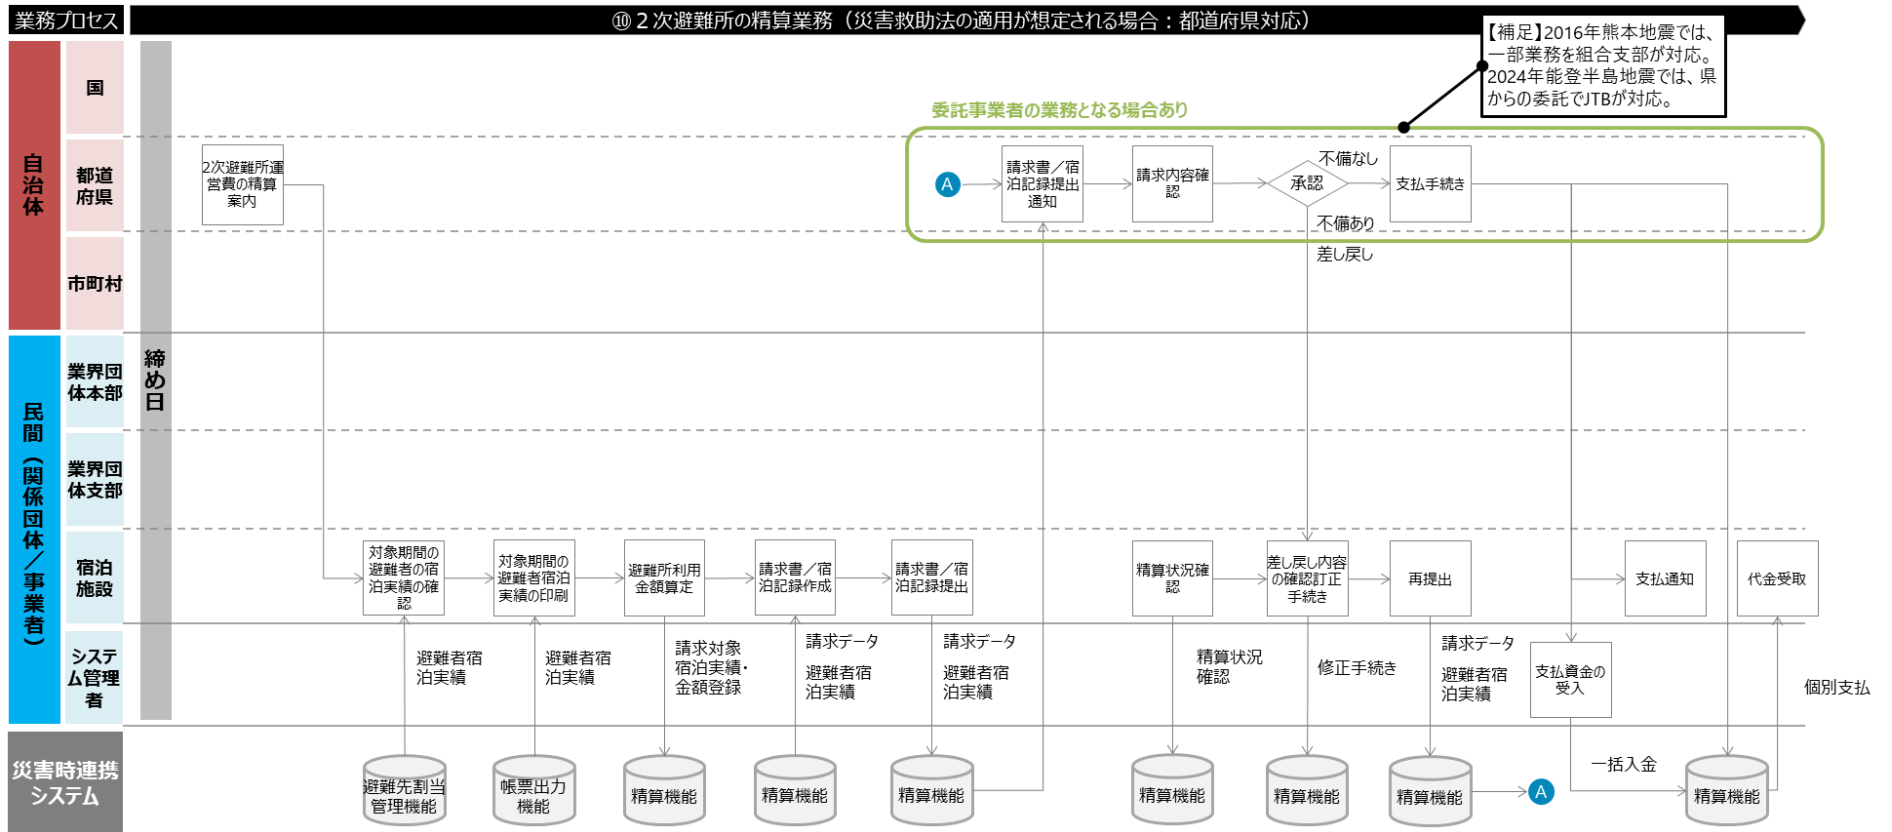 業務プロセス
⑩２次避難所の精算業務（災害救助法の適用が想定される場合：都道府県対応）
【補足】2016年熊本地震では、
一部業務を組合支部が対応。
2024年能登半島地震では、県
からの委託でJTBが対応。
委託事業者の業務となる場合あり
自治体
国
都道
府県
市町村
民間（関係団体／事業者）
業界団
体本部
業界団
体支部
宿泊
施設
システ
ム管理
者
災害時連携
システム
締め日
2次避難所運
営費の精算
案内
A
請求書／宿
泊記録提出
通知
請求内容確
認
承認
不備なし
支払手続き
不備あり
差し戻し
対象期間の
避難者の宿
泊実績の確
認
対象期間の
避難者宿泊
実績の印刷
避難所利用
金額算定
請求書／宿
泊記録作成
請求書／宿
泊記録提出
精算状況確
認
差し戻し内容
の確認訂正
手続き
再提出
支払通知
代金受取
避難者宿
泊実績
避難者宿
泊実績
請求対象
宿泊実績・
金額登録
請求データ
避難者宿
泊実績
請求データ
避難者宿
泊実績
精算状況
確認
修正手続き
請求データ
避難者宿
泊実績
支払資金の
受入
個別支払
避難先割当
管理機能
帳票出力
機能
精算機能
精算機能
精算機能
精算機能
精算機能
精算機能
A
一括入金
精算機能